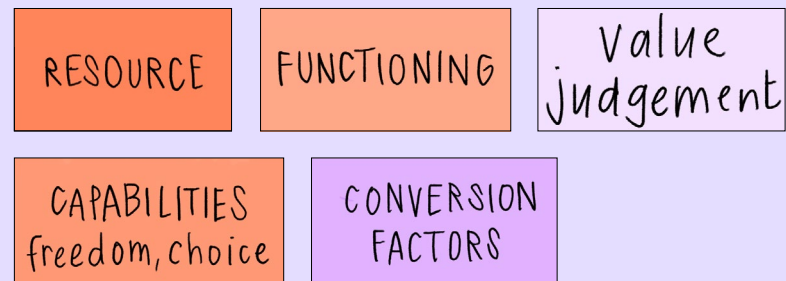 RESOURCE
FUNCTIONING
value
judgement
CAPABILITIES
freedom, choice
CONVERSION
FACTORS